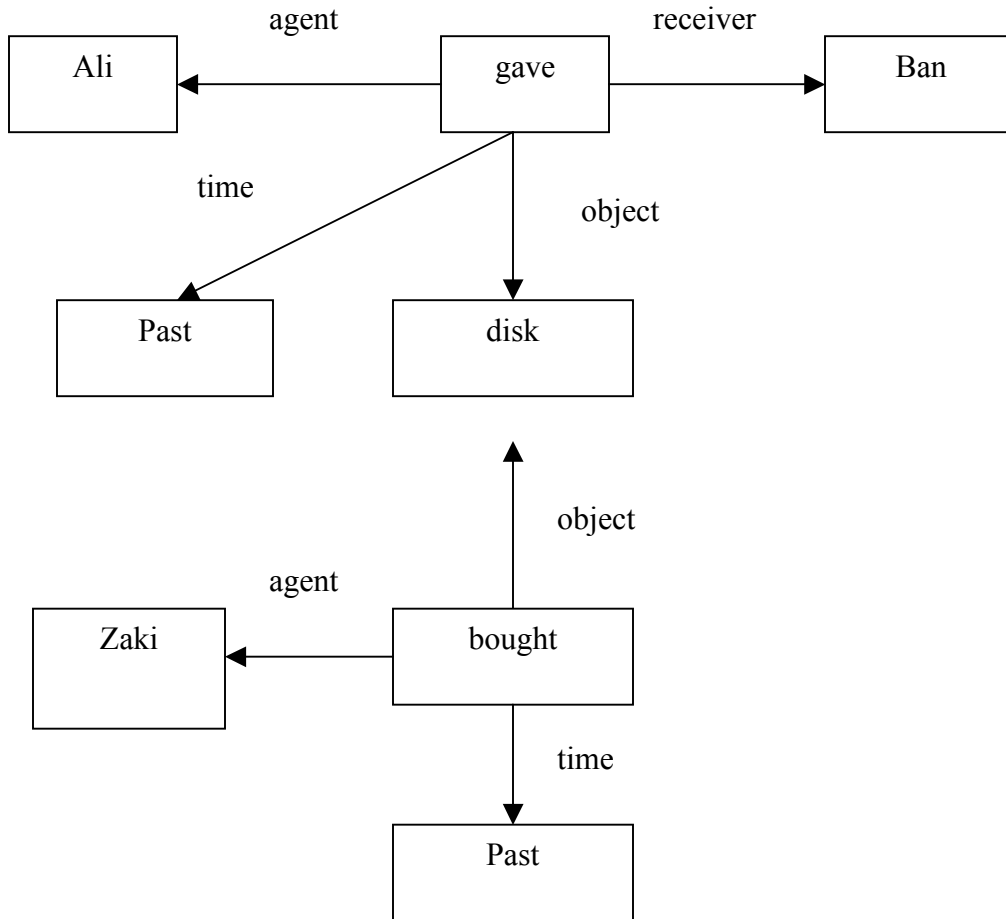 agent
receiver
Ali
gave
Ban
time
object
Past
disk
object
agent
Zaki
bought
time
Past